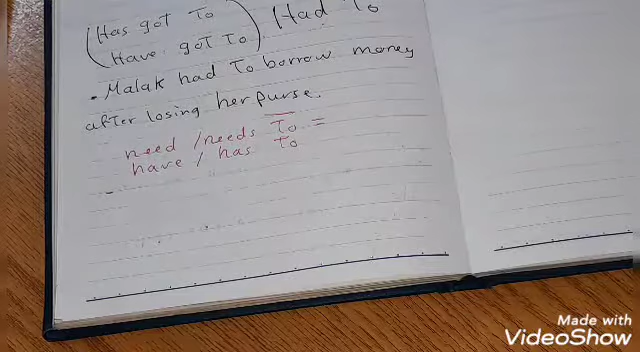 (Has got To
Have got To) Had To
• Malak had To borrow money
after losing her purse.
need / needs To =
have / has To
Made with
VideoShow